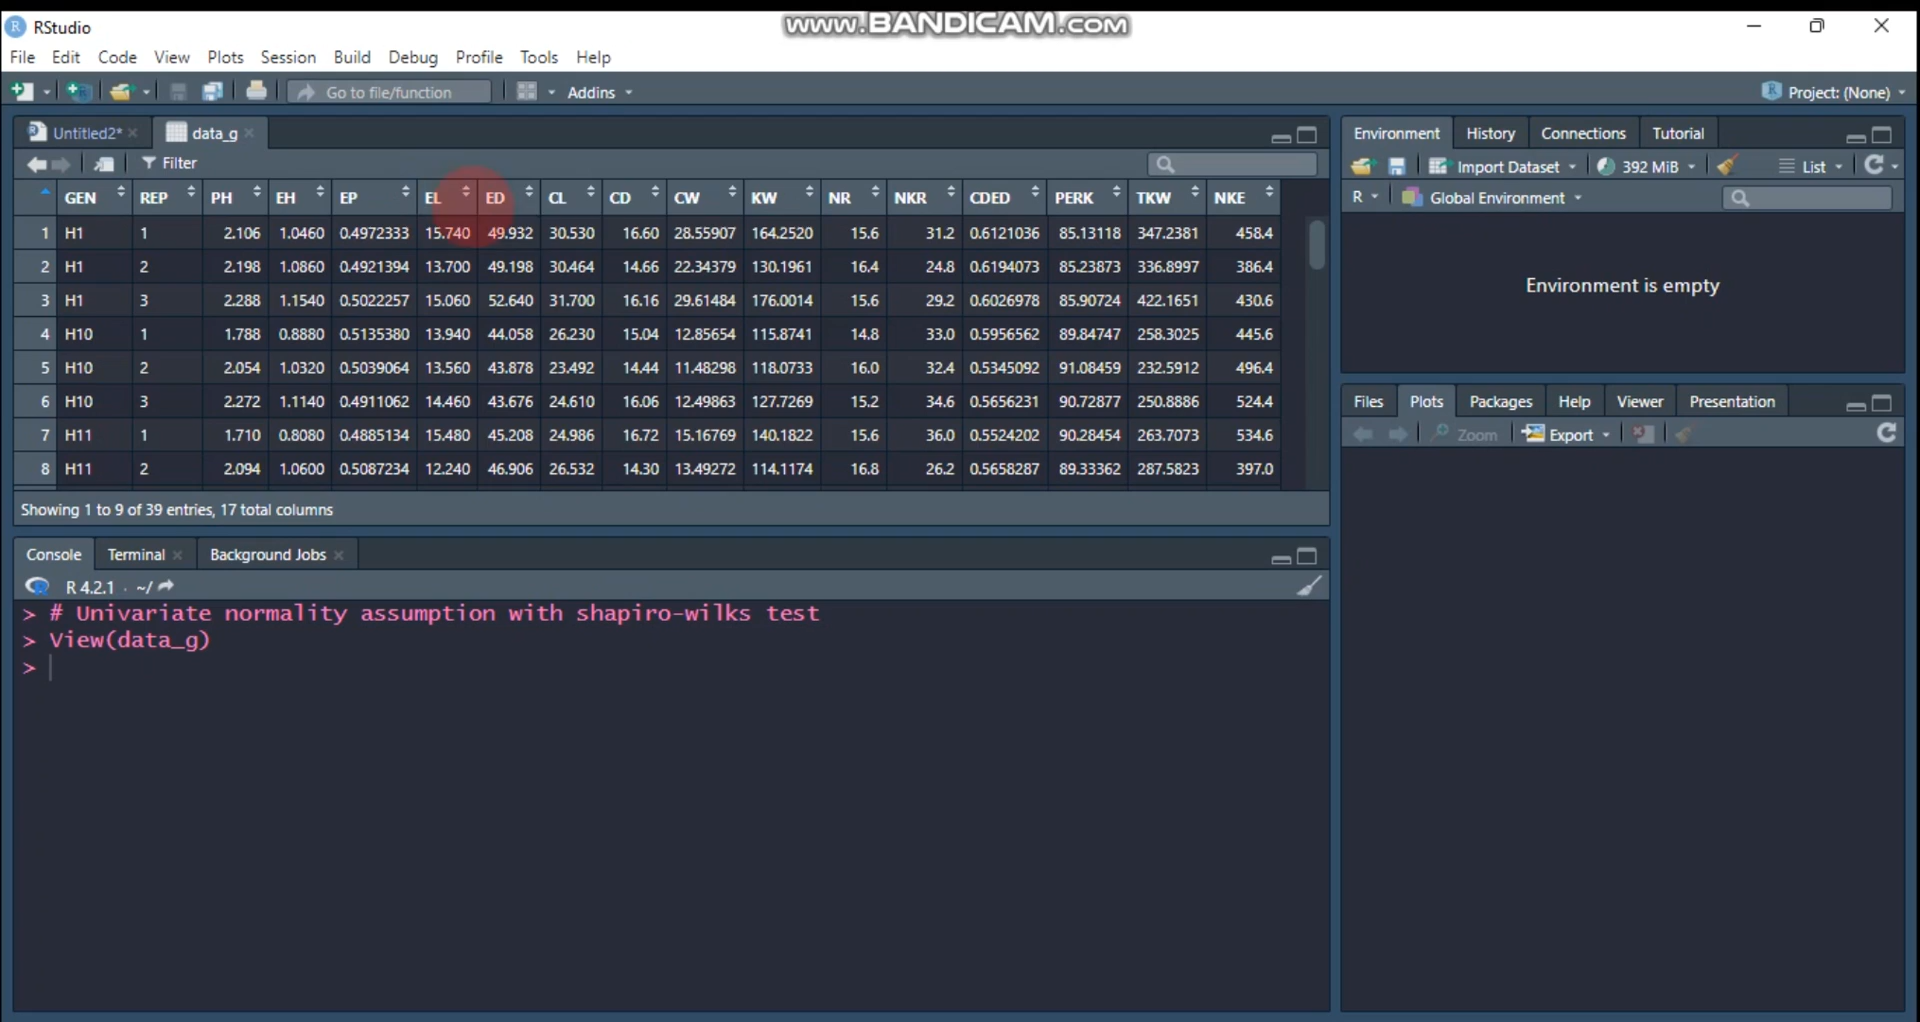 www.BANDICAM.com
RStudio
File Edit Code View Plots Session Build Debug Profile Tools Help
Go to file/function Addins Project: (None)
Untitled2* data_g
Filter
GEN REP PH EH EP EL ED CL CD CW KW NR NKR CDED PERK TKW NKE
1 H1 1 2.106 1.0460 0.4972333 15.740 49.932 30.530 16.60 28.55907 164.2520 15.6 31.2 0.6121036 85.13118 347.2381 458.4
2 H1 2 2.198 1.0860 0.4921394 13.700 49.198 30.464 14.66 22.34379 130.1961 16.4 24.8 0.6194073 85.23873 336.8997 386.4
3 H1 3 2.288 1.1540 0.5022257 15.060 52.640 31.700 16.16 29.61484 176.0014 15.6 29.2 0.6026978 85.90724 422.1651 430.6
4 H10 1 1.788 0.8880 0.5135380 13.940 44.058 26.230 15.04 12.85654 115.8741 14.8 33.0 0.5956562 89.84747 258.3025 445.6
5 H10 2 2.054 1.0320 0.5039064 13.560 43.878 23.492 14.44 11.48298 118.0733 16.0 32.4 0.5345092 91.08459 232.5912 496.4
6 H10 3 2.272 1.1140 0.4911062 14.460 43.676 24.610 16.06 12.49863 127.7269 15.2 34.6 0.5656231 90.72877 250.8886 524.4
7 H11 1 1.710 0.8080 0.4885134 15.480 45.208 24.986 16.72 15.16769 140.1822 15.6 36.0 0.5524202 90.28454 263.7073 534.6
8 H11 2 2.094 1.0600 0.5087234 12.240 46.906 26.532 14.30 13.49272 114.1174 16.8 26.2 0.5658287 89.33362 287.5823 397.0
Showing 1 to 9 of 39 entries, 17 total columns
Console Terminal Background Jobs
R 4.2.1 · ~/
> # Univariate normality assumption with shapiro-wilks test
> View(data_g)
>
Environment History Connections Tutorial
Import Dataset 392 MiB List
R Global Environment
Environment is empty
Files Plots Packages Help Viewer Presentation
Zoom Export